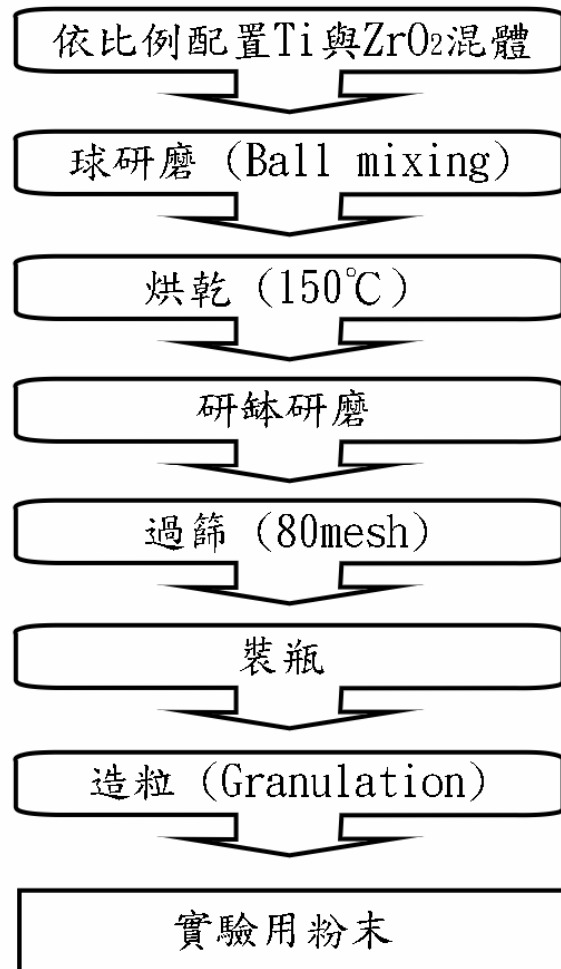 依比例配置Ti與ZrO2混體
球研磨 (Ball mixing)
烘乾 (150℃)
研缽研磨
過篩 (80mesh)
裝瓶
造粒 (Granulation)
實驗用粉末